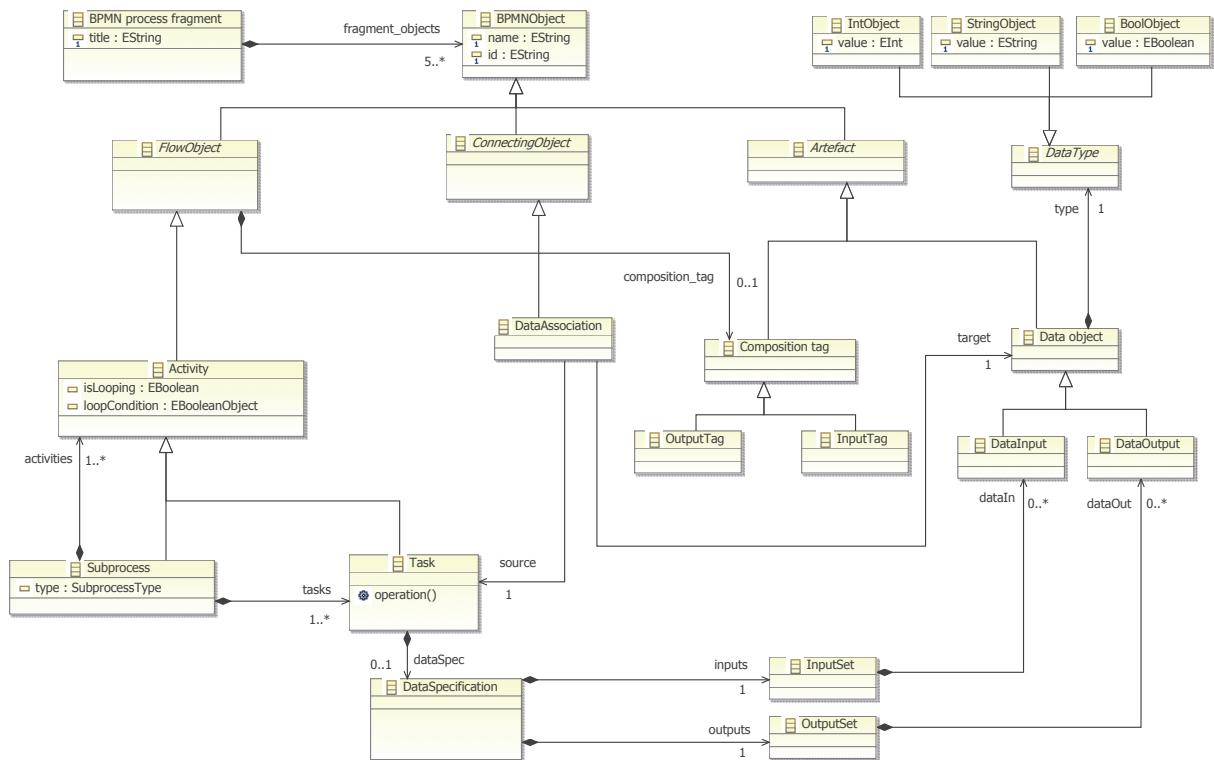 BPMN process fragment
title : EString
fragment_objects
5..*
BPMNObject
name : EString
id : EString
IntObject
value : EInt
StringObject
value : EString
BoolObject
value : EBoolean
FlowObject
ConnectingObject
Artefact
DataType
type
1
composition_tag
0..1
DataAssociation
Composition tag
target
1
Data object
Activity
isLooping : EBoolean
loopCondition : EBooleanObject
OutputTag
InputTag
DataInput
DataOutput
activities
1..*
dataIn
0..*
dataOut
0..*
Subprocess
type : SubprocessType
tasks
1..*
Task
operation()
source
1
0..1
dataSpec
DataSpecification
inputs
1
InputSet
outputs
1
OutputSet